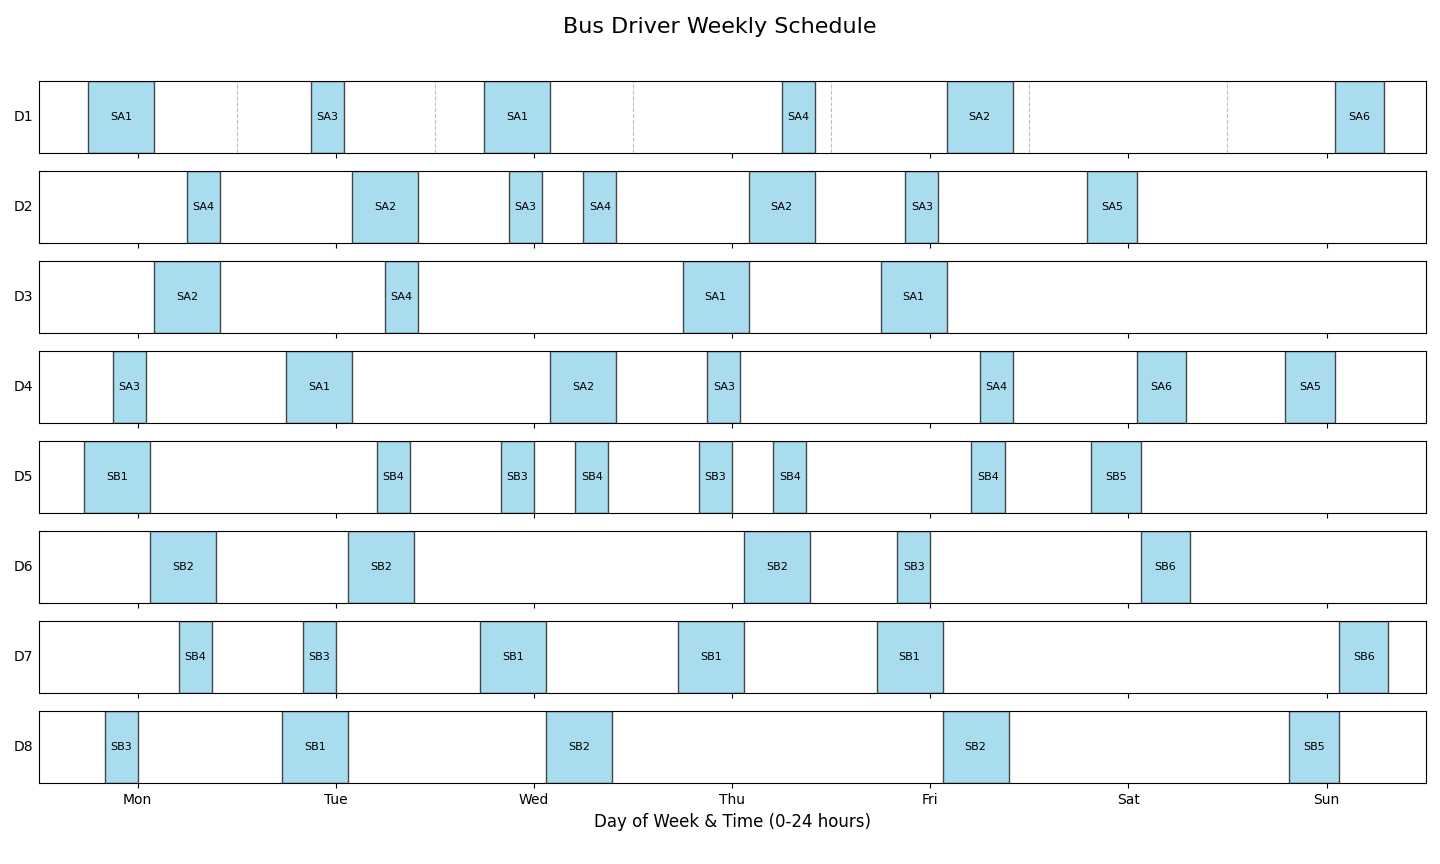 Bus Driver Weekly Schedule
D1 SA1 SA3 SA1 SA4 SA2 SA6
D2 SA4 SA2 SA3 SA4 SA2 SA3 SA5
D3 SA2 SA4 SA1 SA1
D4 SA3 SA1 SA2 SA3 SA4 SA6 SA5
D5 SB1 SB4 SB3 SB4 SB3 SB4 SB4 SB5
D6 SB2 SB2 SB2 SB3 SB6
D7 SB4 SB3 SB1 SB1 SB1 SB6
D8 SB3 SB1 SB2 SB2 SB5
Mon Tue Wed Thu Fri Sat Sun
Day of Week & Time (0-24 hours)